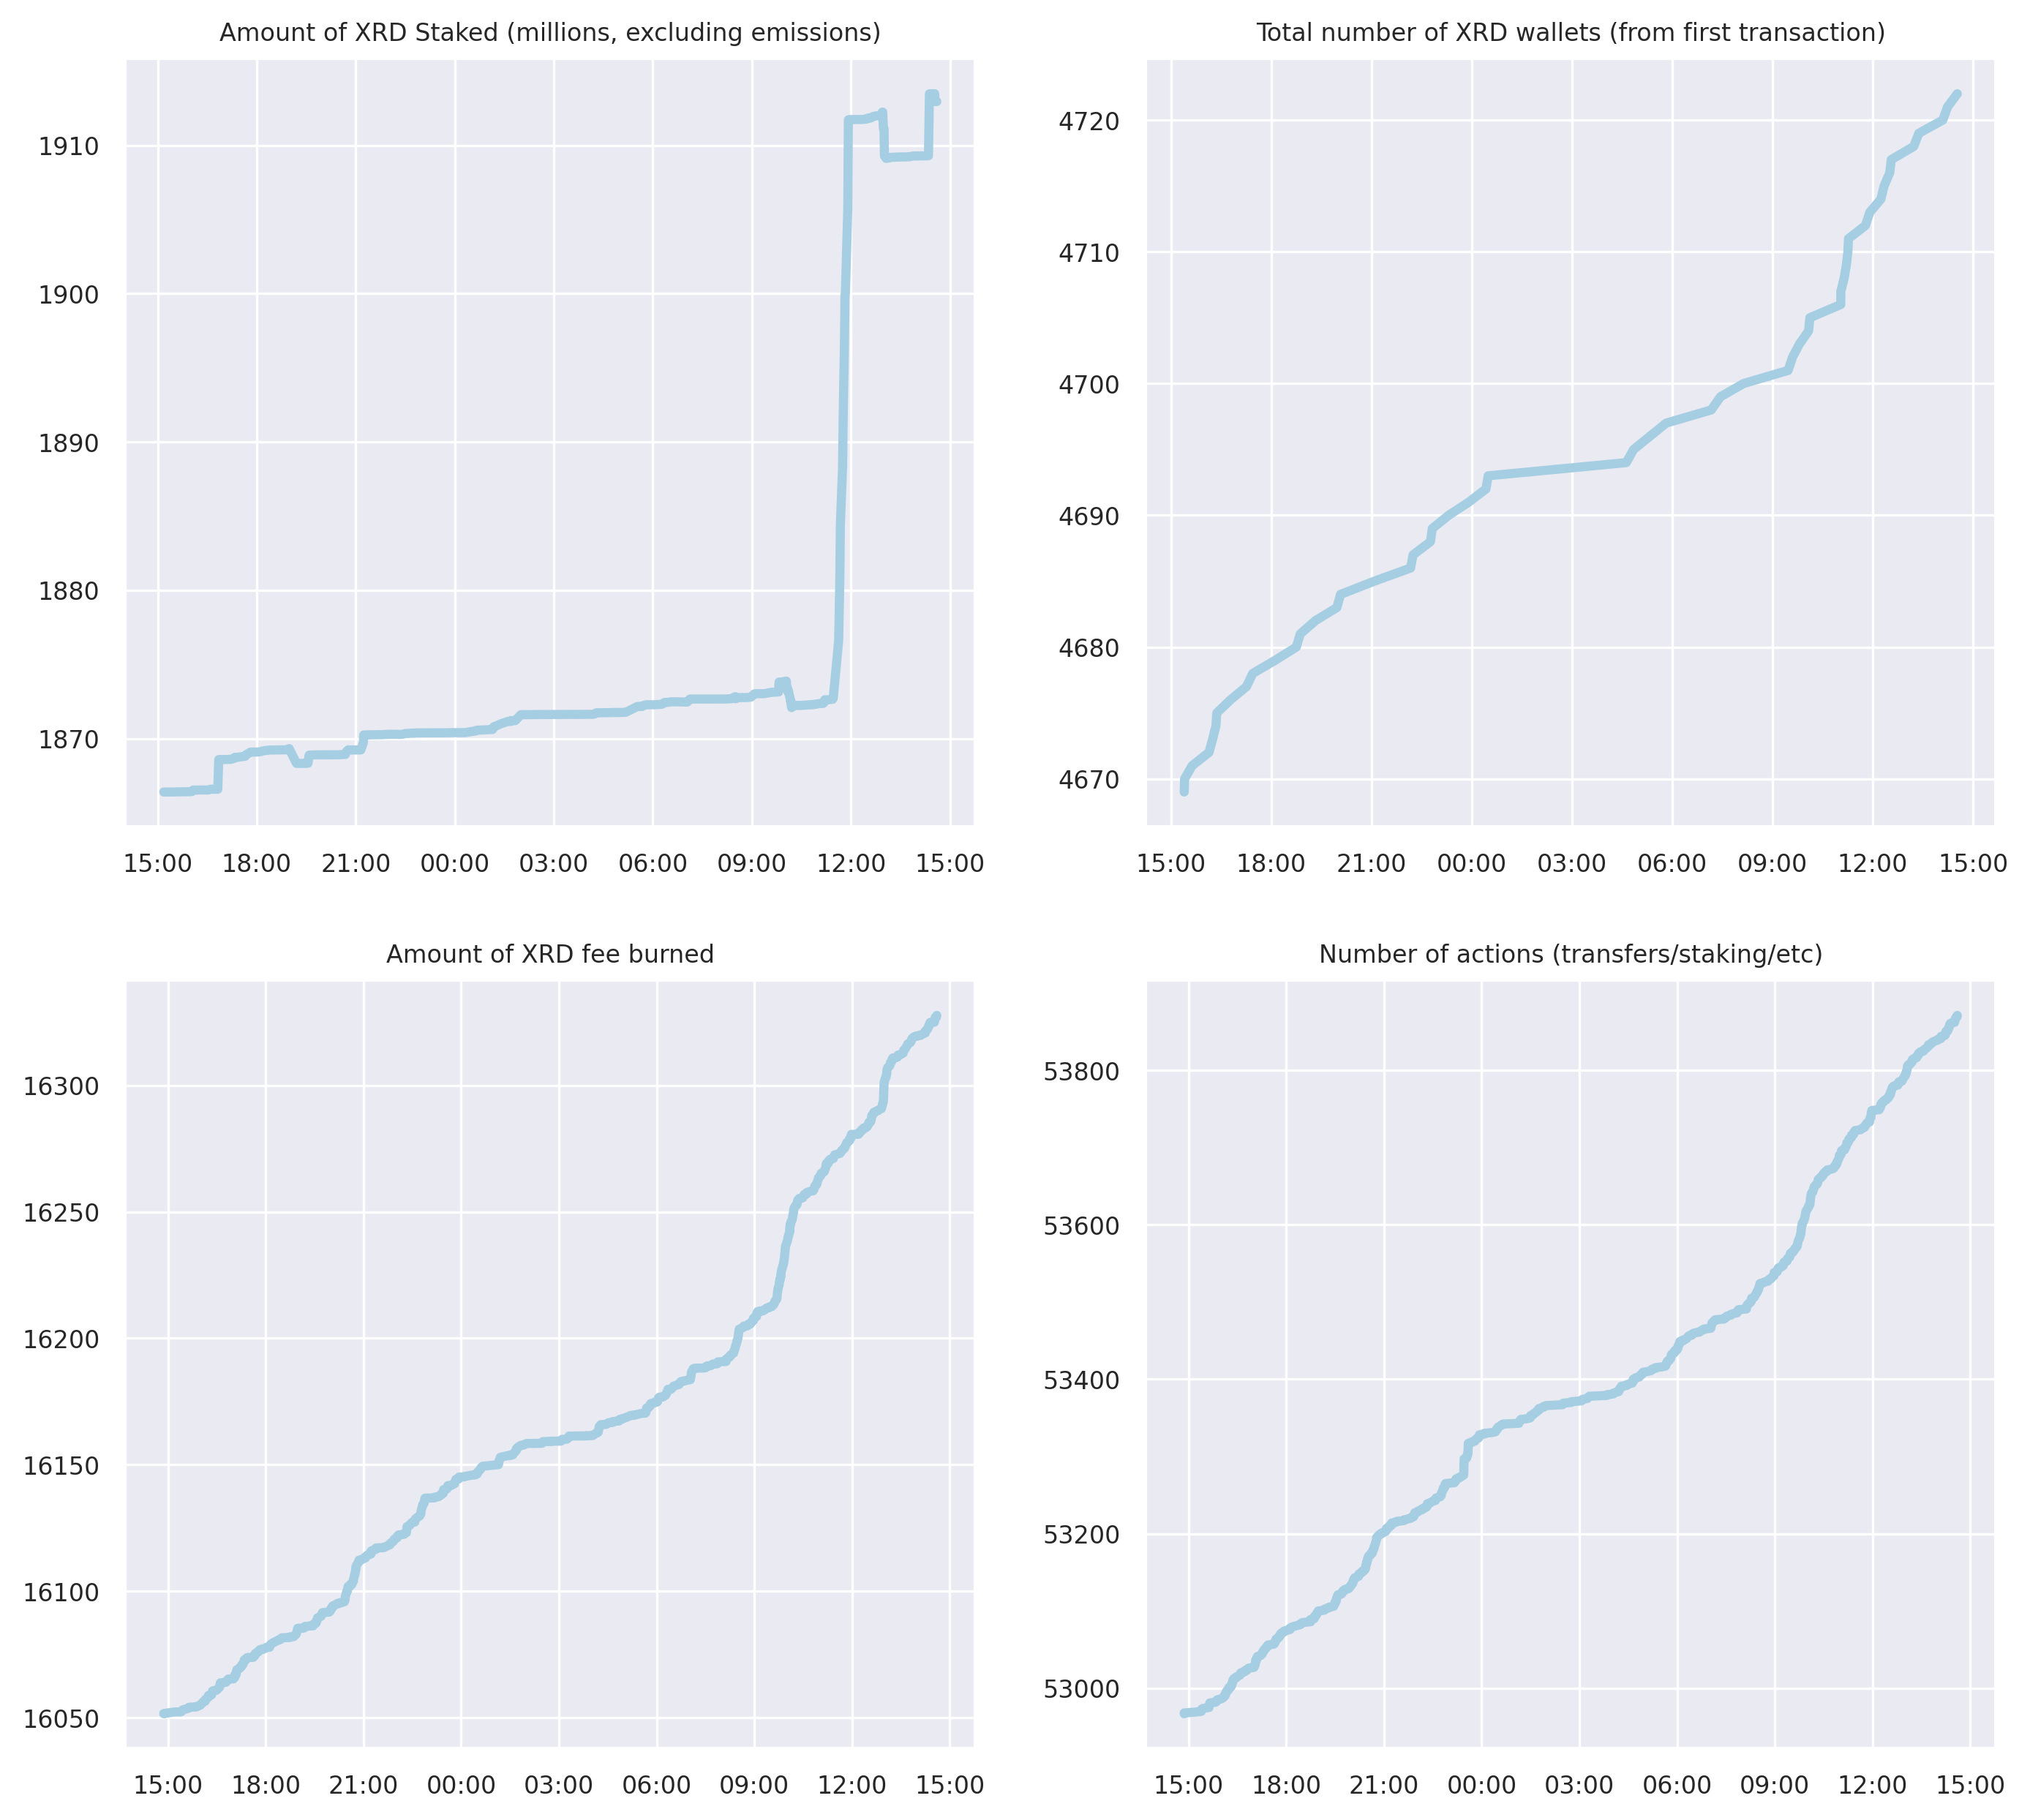 Amount of XRD Staked (millions, excluding emissions)
1910
1900
1890
1880
1870
15:00 18:00 21:00 00:00 03:00 06:00 09:00 12:00 15:00
Total number of XRD wallets (from first transaction)
4720
4710
4700
4690
4680
4670
15:00 18:00 21:00 00:00 03:00 06:00 09:00 12:00 15:00
Amount of XRD fee burned
16300
16250
16200
16150
16100
16050
15:00 18:00 21:00 00:00 03:00 06:00 09:00 12:00 15:00
Number of actions (transfers/staking/etc)
53800
53600
53400
53200
53000
15:00 18:00 21:00 00:00 03:00 06:00 09:00 12:00 15:00